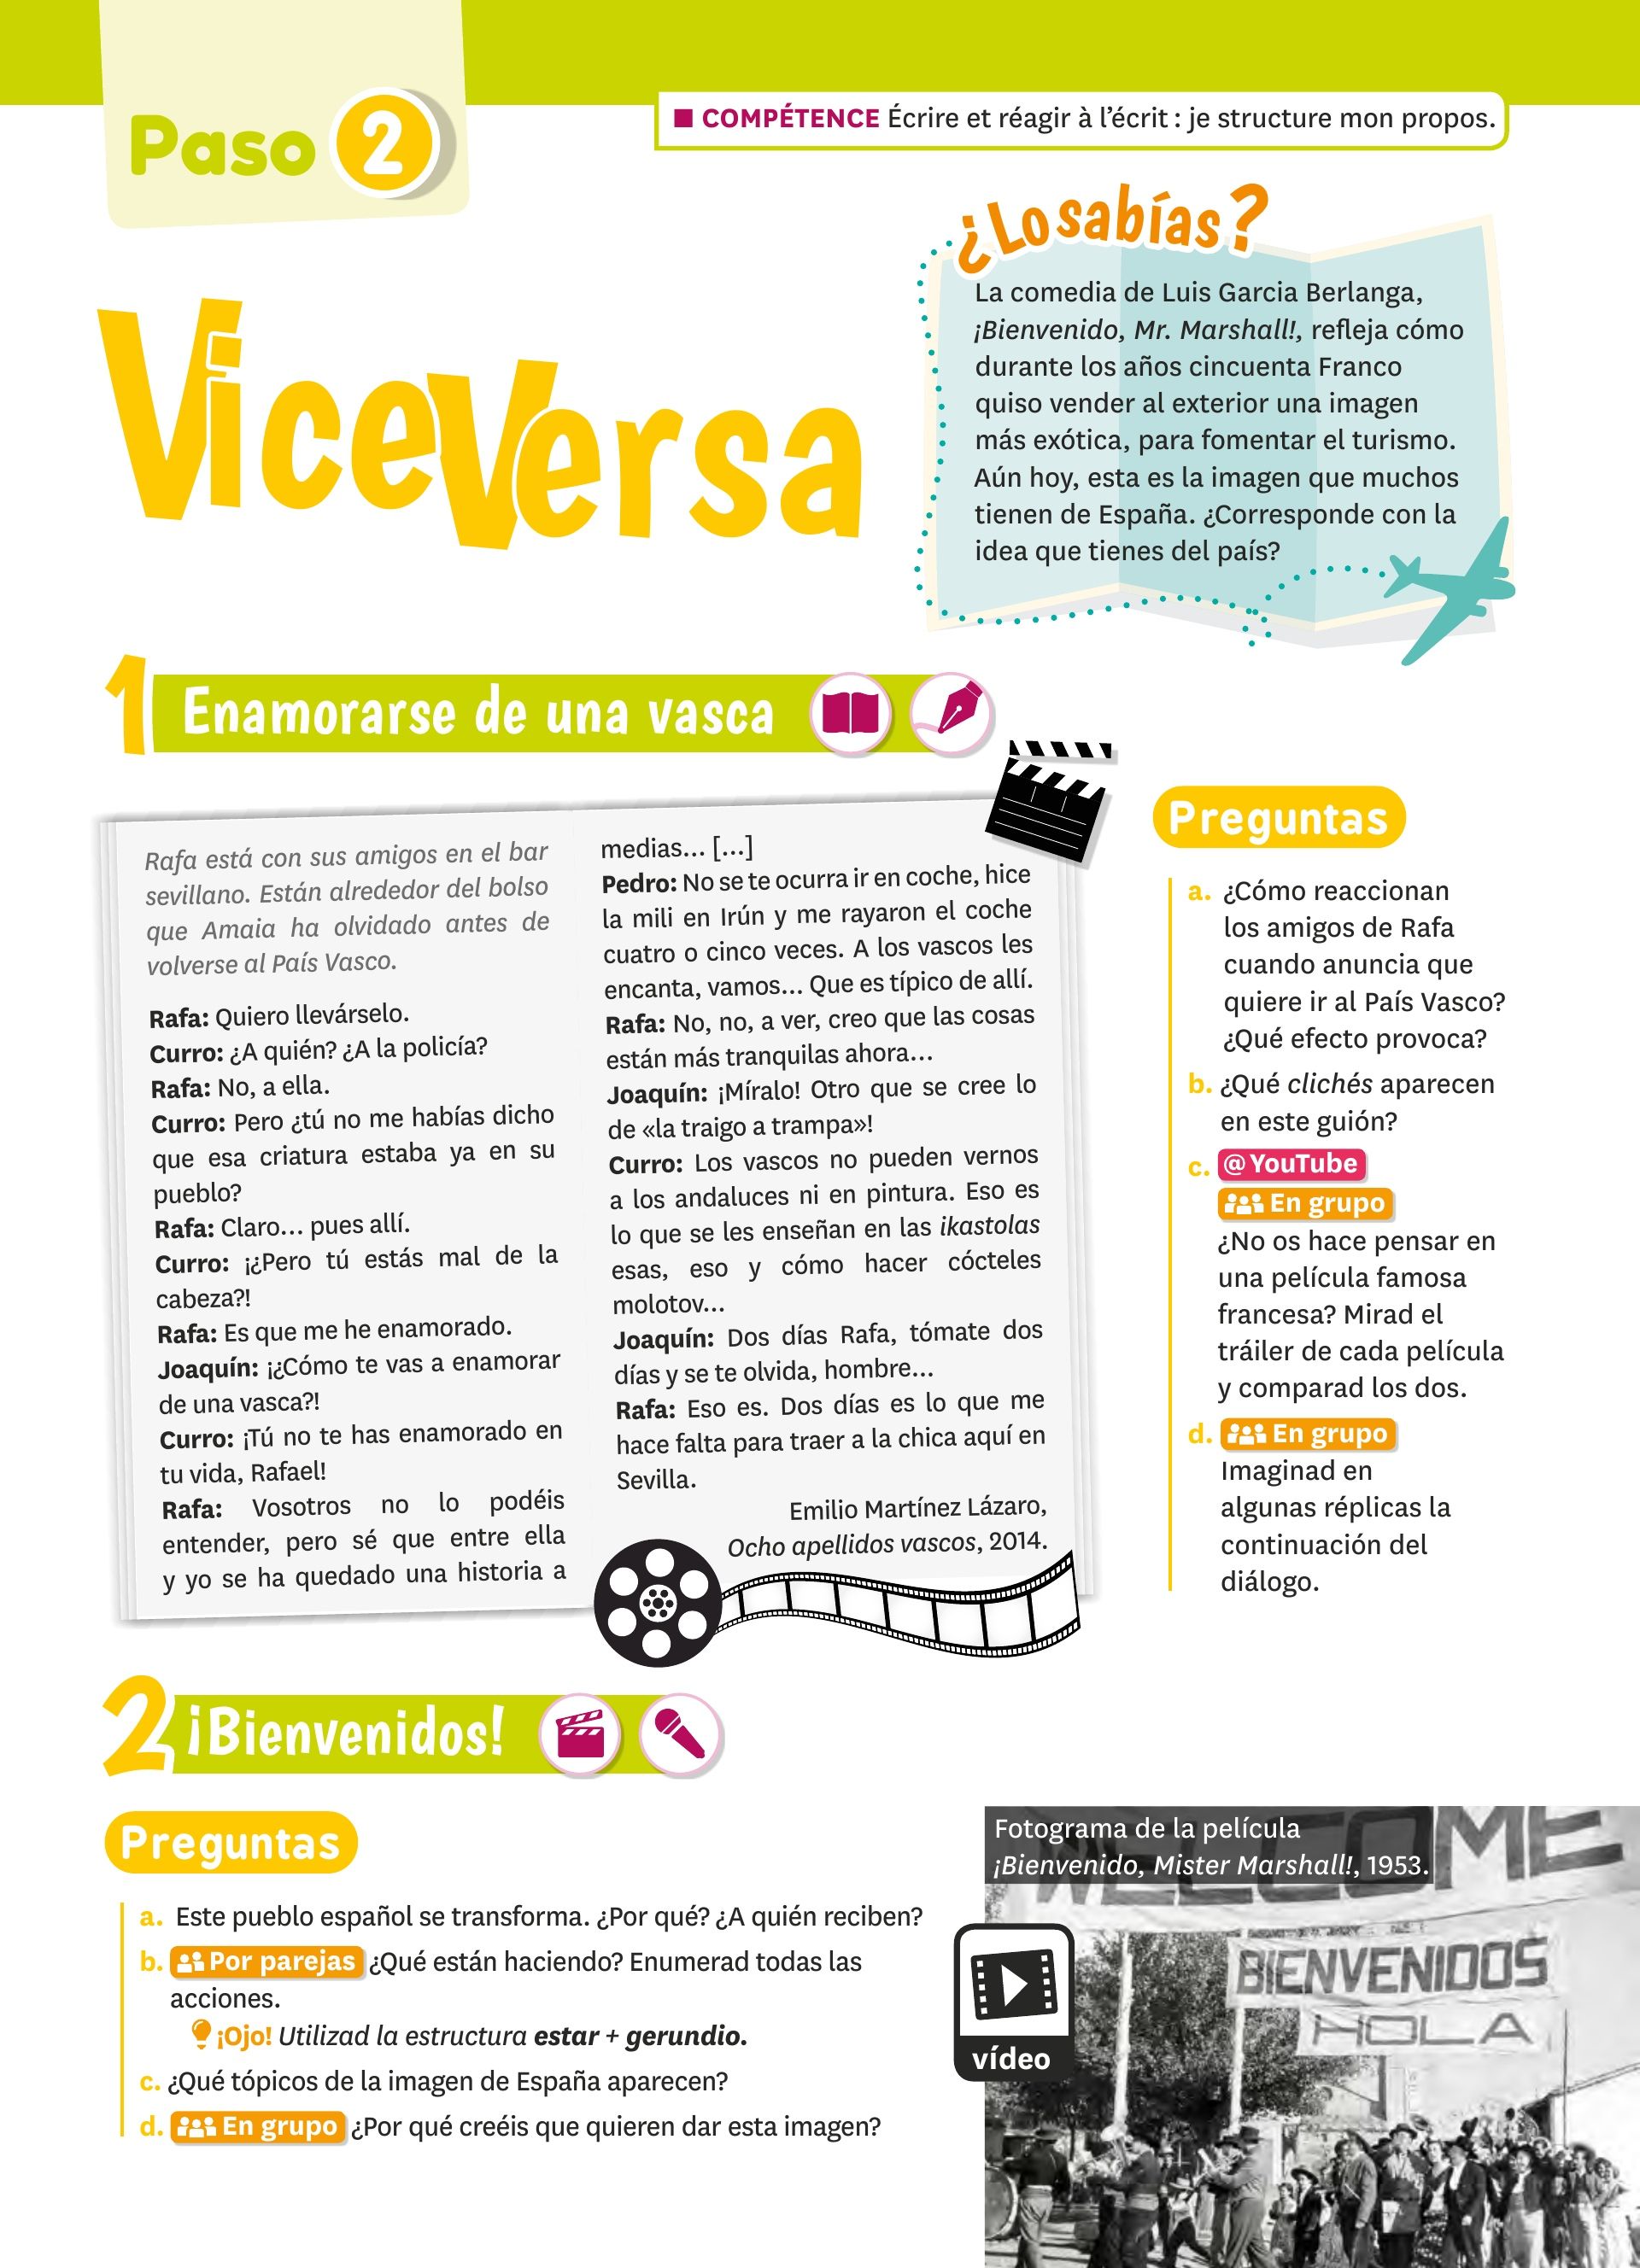 Paso 2
■ COMPÉTENCE Écrire et réagir à l'écrit : je structure mon propos.
¿Lo sabías?
La comedia de Luis Garcia Berlanga,
¡Bienvenido, Mr. Marshall!, refleja cómo
durante los años cincuenta Franco
quiso vender al exterior una imagen
más exótica, para fomentar el turismo.
Aún hoy, esta es la imagen que muchos
tienen de España. ¿Corresponde con la
idea que tienes del país?
ViceVersa
1 Enamorarse de una vasca
Rafa está con sus amigos en el bar
sevillano. Están alrededor del bolso
que Amaia ha olvidado antes de
volverse al País Vasco.
Rafa: Quiero llevárselo.
Curro: ¿A quién? ¿A la policía?
Rafa: No, a ella.
Curro: Pero ¿tú no me habías dicho
que esa criatura estaba ya en su
pueblo?
Rafa: Claro... pues allí.
Curro: ¡¿Pero tú estás mal de la
cabeza?!
Rafa: Es que me he enamorado.
Joaquín: ¡¿Cómo te vas a enamorar
de una vasca?!
Curro: ¡Tú no te has enamorado en
tu vida, Rafael!
Rafa: Vosotros no lo podéis
entender, pero sé que entre ella
y yo se ha quedado una historia a
medias... [...]
Pedro: No se te ocurra ir en coche, hice
la mili en Irún y me rayaron el coche
cuatro o cinco veces. A los vascos les
encanta, vamos... Que es típico de allí.
Rafa: No, no, a ver, creo que las cosas
están más tranquilas ahora...
Joaquín: ¡Míralo! Otro que se cree lo
de «la traigo a trampa»!
Curro: Los vascos no pueden vernos
a los andaluces ni en pintura. Eso es
lo que se les enseñan en las ikastolas
esas, eso y cómo hacer cócteles
molotov...
Joaquín: Dos días Rafa, tómate dos
días y se te olvida, hombre...
Rafa: Eso es. Dos días es lo que me
hace falta para traer a la chica aquí en
Sevilla.
Emilio Martínez Lázaro,
Ocho apellidos vascos, 2014.
Preguntas
a. ¿Cómo reaccionan
los amigos de Rafa
cuando anuncia que
quiere ir al País Vasco?
¿Qué efecto provoca?
b. ¿Qué clichés aparecen
en este guión?
c. @YouTube
En grupo
¿No os hace pensar en
una película famosa
francesa? Mirad el
tráiler de cada película
y comparad los dos.
d. En grupo
Imaginad en
algunas réplicas la
continuación del
diálogo.
2 ¡Bienvenidos!
Preguntas
a. Este pueblo español se transforma. ¿Por qué? ¿A quién reciben?
b. Por parejas ¿Qué están haciendo? Enumerad todas las
acciones.
¡Ojo! Utilizad la estructura estar + gerundio.
c. ¿Qué tópicos de la imagen de España aparecen?
d. En grupo ¿Por qué creéis que quieren dar esta imagen?
Fotograma de la película
¡Bienvenido, Mister Marshall!, 1953.
WELCOME
BIENVENIDOS
HOLA
vídeo